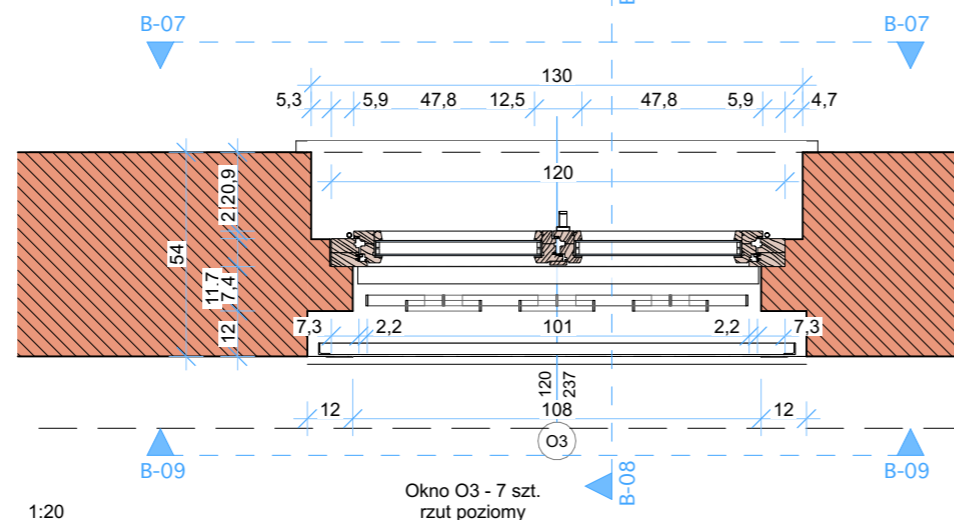 B
B-07 B-07
130
5,3 5,9 47,8 12,5 47,8 5,9 4,7
120
2 20,9
54
11.7
7,4
12
7,3 2,2 101 2,2 7,3
120
237
12 108 12
O3
B-09 B-09
B-08
Okno O3 - 7 szt.
1:20 rzut poziomy